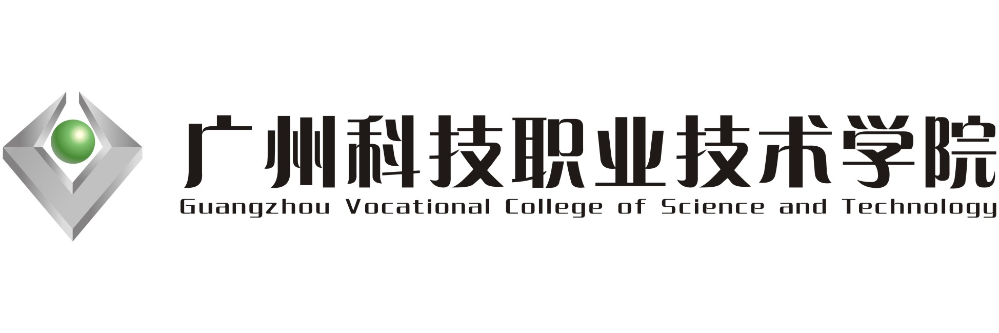 广州科技职业技术学院
Guangzhou Vocational College of Science and Technology